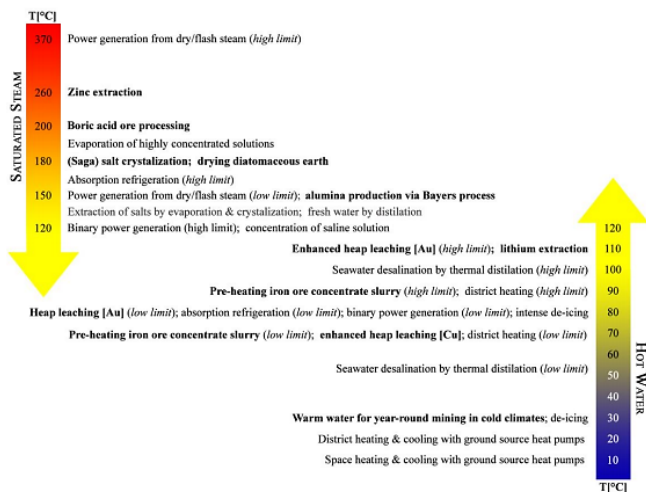 T[°C]
370 Power generation from dry/flash steam (high limit)
260 Zinc extraction
200 Boric acid ore processing
Evaporation of highly concentrated solutions
180 (Saga) salt crystalization; drying diatomaceous earth
Absorption refrigeration (high limit)
150 Power generation from dry/flash steam (low limit); alumina production via Bayers process
Extraction of salts by evaporation & crystalization; fresh water by distilation
120 Binary power generation (high limit); concentration of saline solution
SATURATED STEAM
120
Enhanced heap leaching [Au] (high limit); lithium extraction 110
Seawater desalination by thermal distilation (high limit) 100
Pre-heating iron ore concentrate slurry (high limit); district heating (high limit) 90
Heap leaching [Au] (low limit); absorption refrigeration (low limit); binary power generation (low limit); intense de-icing 80
Pre-heating iron ore concentrate slurry (low limit); enhanced heap leaching [Cu]; district heating (low limit) 70
60
Seawater desalination by thermal distilation (low limit)
50
40
Warm water for year-round mining in cold climates; de-icing 30
District heating & cooling with ground source heat pumps 20
Space heating & cooling with ground source heat pumps 10
HOT WATER
T[°C]